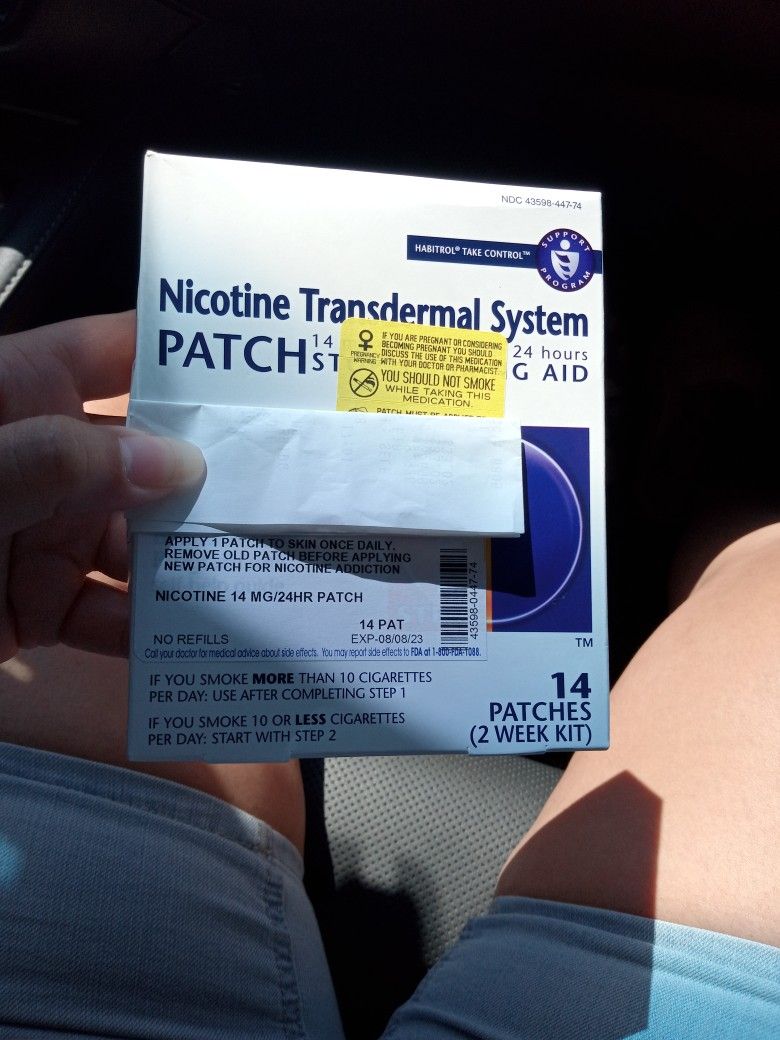 NDC 43598-447-74
HABITROL® TAKE CONTROL™
SUPPORT PROGRAM
Nicotine Transdermal System
PATCH 14 24 hours
ST G AID
PREGNANCY WARNING
IF YOU ARE PREGNANT OR CONSIDERING
BECOMING PREGNANT YOU SHOULD
DISCUSS THE USE OF THIS MEDICATION
WITH YOUR DOCTOR OR PHARMACIST.
YOU SHOULD NOT SMOKE
WHILE TAKING THIS
MEDICATION.
PATCH MUST BE APPLIED
APPLY 1 PATCH TO SKIN ONCE DAILY.
REMOVE OLD PATCH BEFORE APPLYING
NEW PATCH FOR NICOTINE ADDICTION
NICOTINE 14 MG/24HR PATCH
14 PAT
NO REFILLS EXP-08/08/23
43598-0447-74
Call your doctor for medical advice about side effects. You may report side effects to FDA at 1-800-FDA-1088.
TM
IF YOU SMOKE MORE THAN 10 CIGARETTES
PER DAY: USE AFTER COMPLETING STEP 1
IF YOU SMOKE 10 OR LESS CIGARETTES
PER DAY: START WITH STEP 2
14
PATCHES
(2 WEEK KIT)